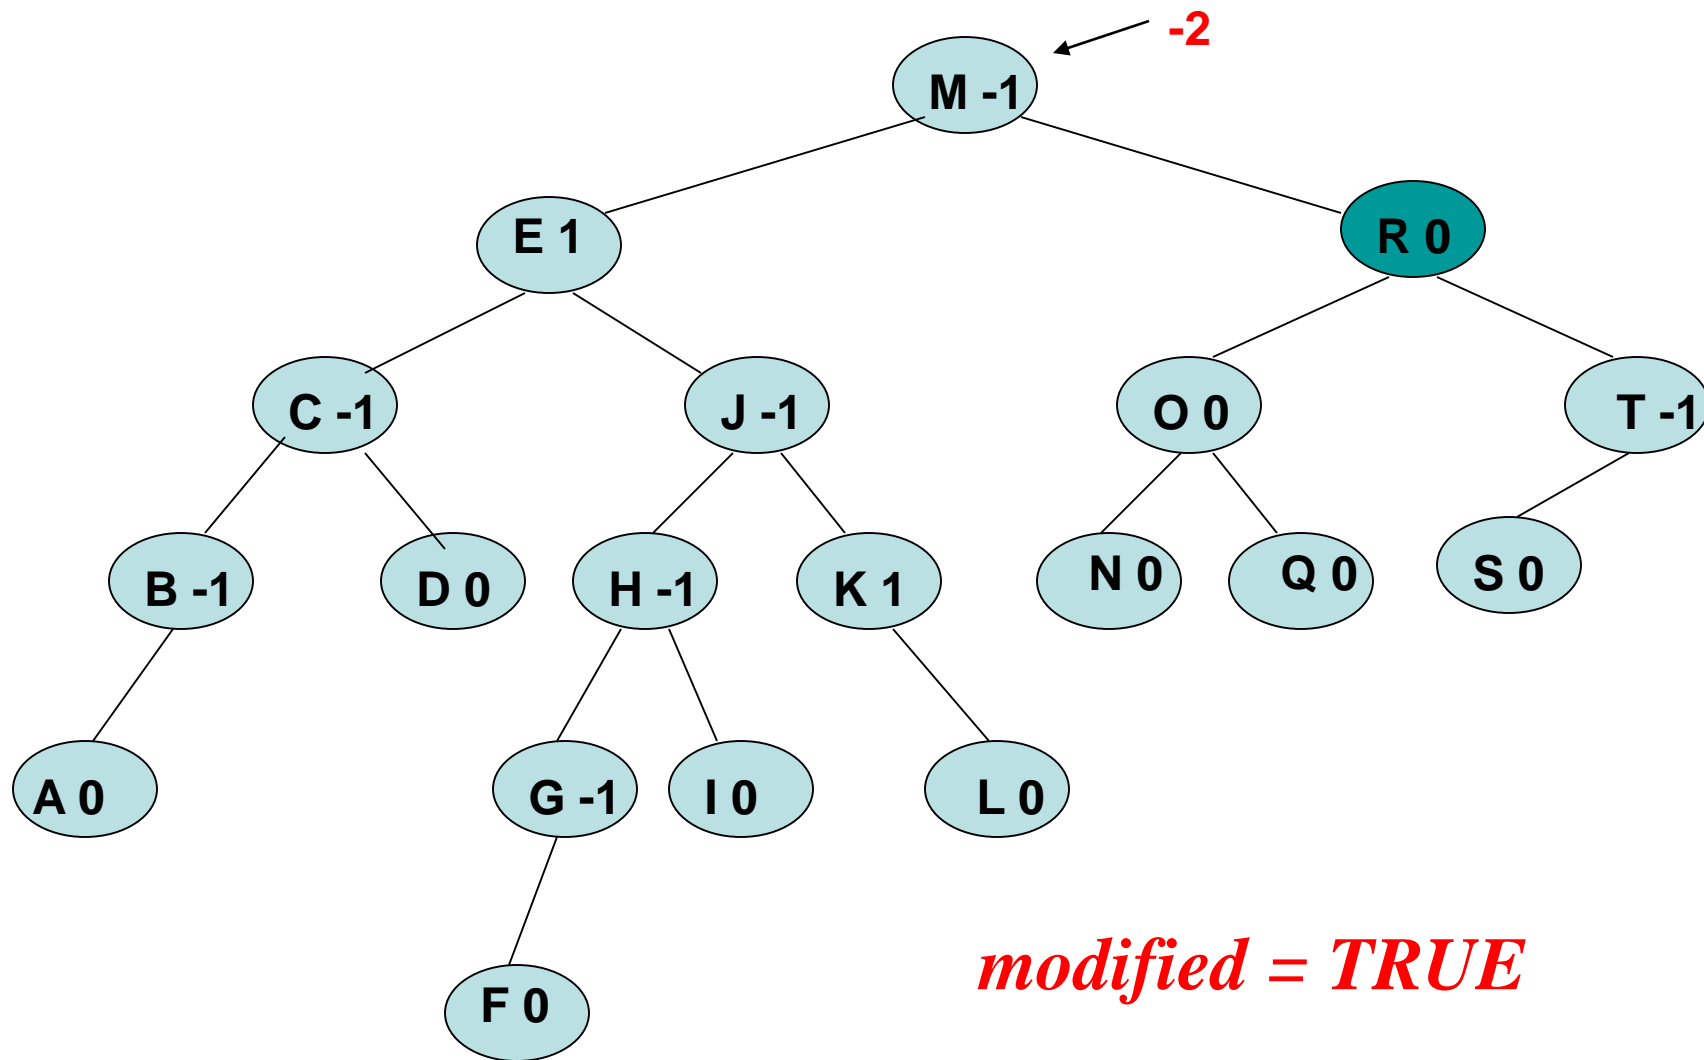 -2
M -1
E 1
R 0
C -1
J -1
O 0
T -1
B -1
D 0
H -1
K 1
N 0
Q 0
S 0
A 0
G -1
I 0
L 0
F 0
modified = TRUE